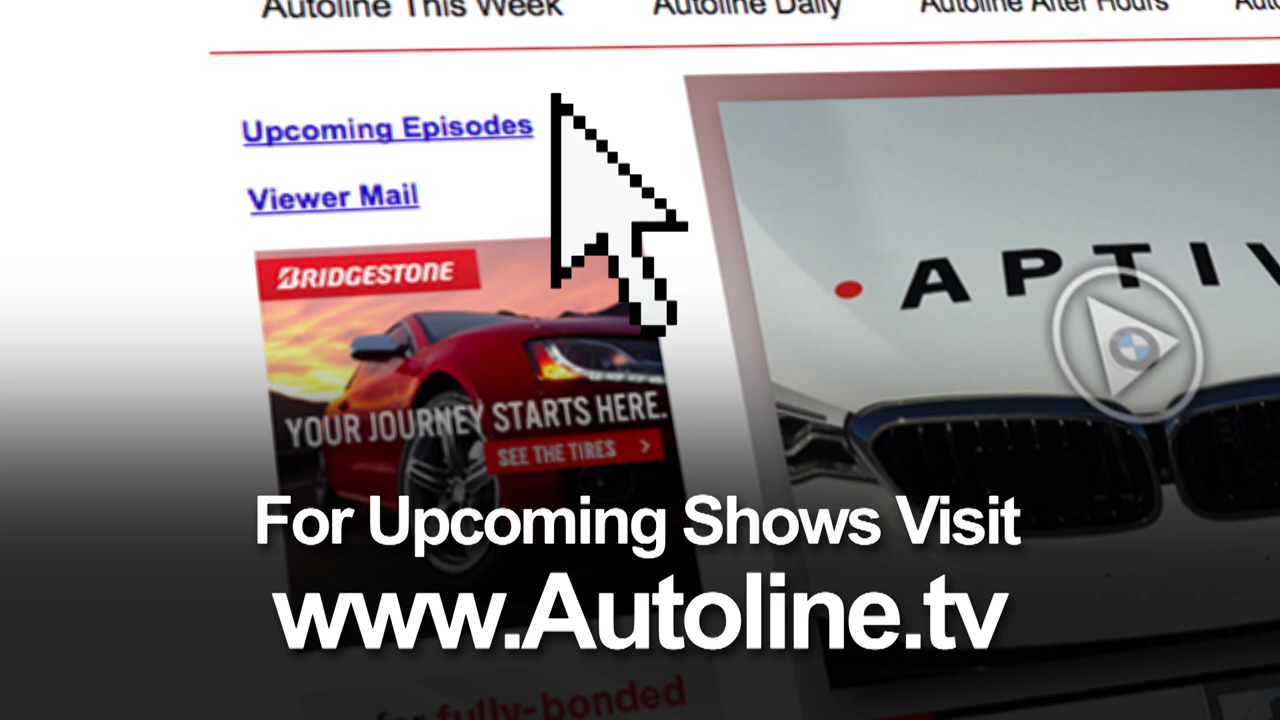 Autoline This Week Autoline Daily Autoline After Hours
Upcoming Episodes
Viewer Mail
BRIDGESTONE
YOUR JOURNEY STARTS HERE.
SEE THE TIRES >
• APTIV
For Upcoming Shows Visit
www.Autoline.tv
for fully-bonded